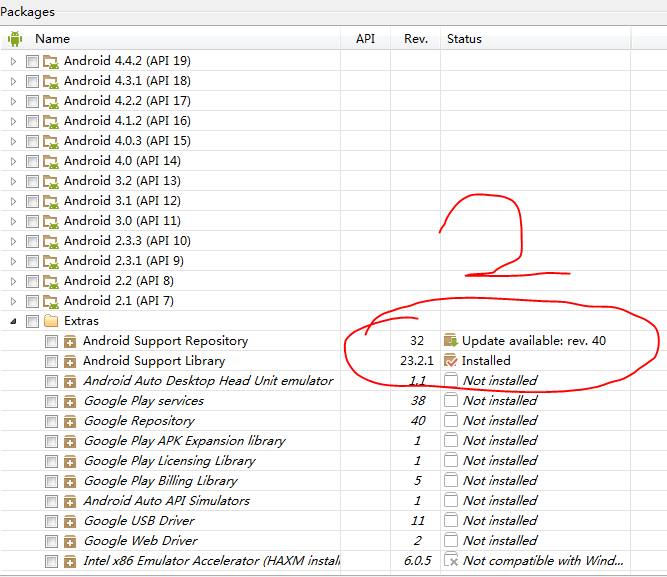 Packages
Name API Rev. Status
Android 4.4.2 (API 19)
Android 4.3.1 (API 18)
Android 4.2.2 (API 17)
Android 4.1.2 (API 16)
Android 4.0.3 (API 15)
Android 4.0 (API 14)
Android 3.2 (API 13)
Android 3.1 (API 12)
Android 3.0 (API 11)
2
Android 2.3.3 (API 10)
Android 2.3.1 (API 9)
Android 2.2 (API 8)
Android 2.1 (API 7)
Extras
Android Support Repository 32 Update available: rev. 40
Android Support Library 23.2.1 Installed
Android Auto Desktop Head Unit emulator 1.1 Not installed
Google Play services 38 Not installed
Google Repository 40 Not installed
Google Play APK Expansion library 1 Not installed
Google Play Licensing Library 1 Not installed
Google Play Billing Library 5 Not installed
Android Auto API Simulators 1 Not installed
Google USB Driver 11 Not installed
Google Web Driver 2 Not installed
Intel x86 Emulator Accelerator (HAXM install 6.0.5 Not compatible with Wind...